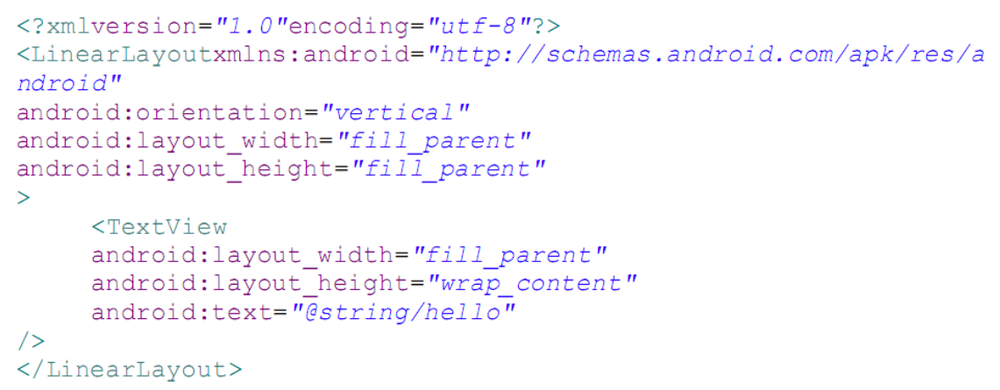 <?xmlversion="1.0"encoding="utf-8"?>
<LinearLayoutxmlns:android="http://schemas.android.com/apk/res/a
ndroid"
android:orientation="vertical"
android:layout_width="fill_parent"
android:layout_height="fill_parent"
>
<TextView
android:layout_width="fill_parent"
android:layout_height="wrap_content"
android:text="@string/hello"
/>
</LinearLayout>